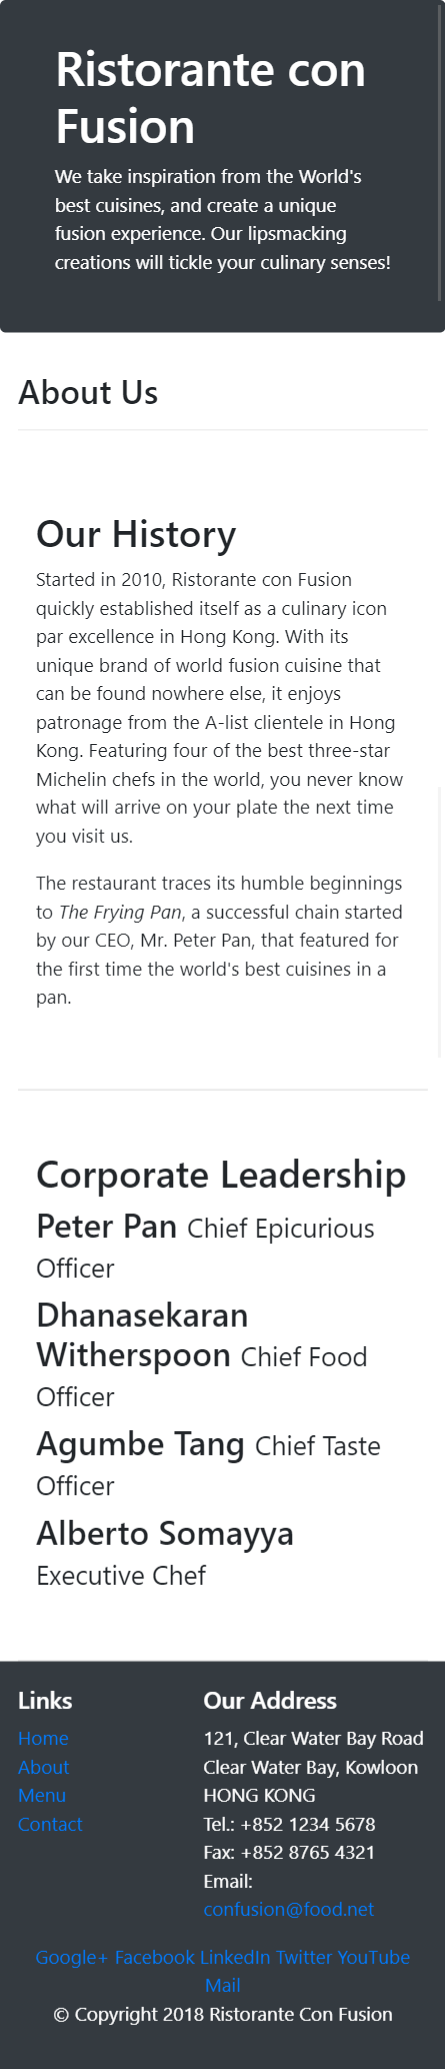 Ristorante con
Fusion
We take inspiration from the World's
best cuisines, and create a unique
fusion experience. Our lipsmacking
creations will tickle your culinary senses!
About Us
Our History
Started in 2010, Ristorante con Fusion
quickly established itself as a culinary icon
par excellence in Hong Kong. With its
unique brand of world fusion cuisine that
can be found nowhere else, it enjoys
patronage from the A-list clientele in Hong
Kong. Featuring four of the best three-star
Michelin chefs in the world, you never know
what will arrive on your plate the next time
you visit us.
The restaurant traces its humble beginnings
to The Frying Pan, a successful chain started
by our CEO, Mr. Peter Pan, that featured for
the first time the world's best cuisines in a
pan.
Corporate Leadership
Peter Pan Chief Epicurious
Officer
Dhanasekaran
Witherspoon Chief Food
Officer
Agumbe Tang Chief Taste
Officer
Alberto Somayya
Executive Chef
Links
Home
About
Menu
Contact
Our Address
121, Clear Water Bay Road
Clear Water Bay, Kowloon
HONG KONG
Tel.: +852 1234 5678
Fax: +852 8765 4321
Email:
confusion@food.net
Google+ Facebook LinkedIn Twitter YouTube
Mail
© Copyright 2018 Ristorante Con Fusion